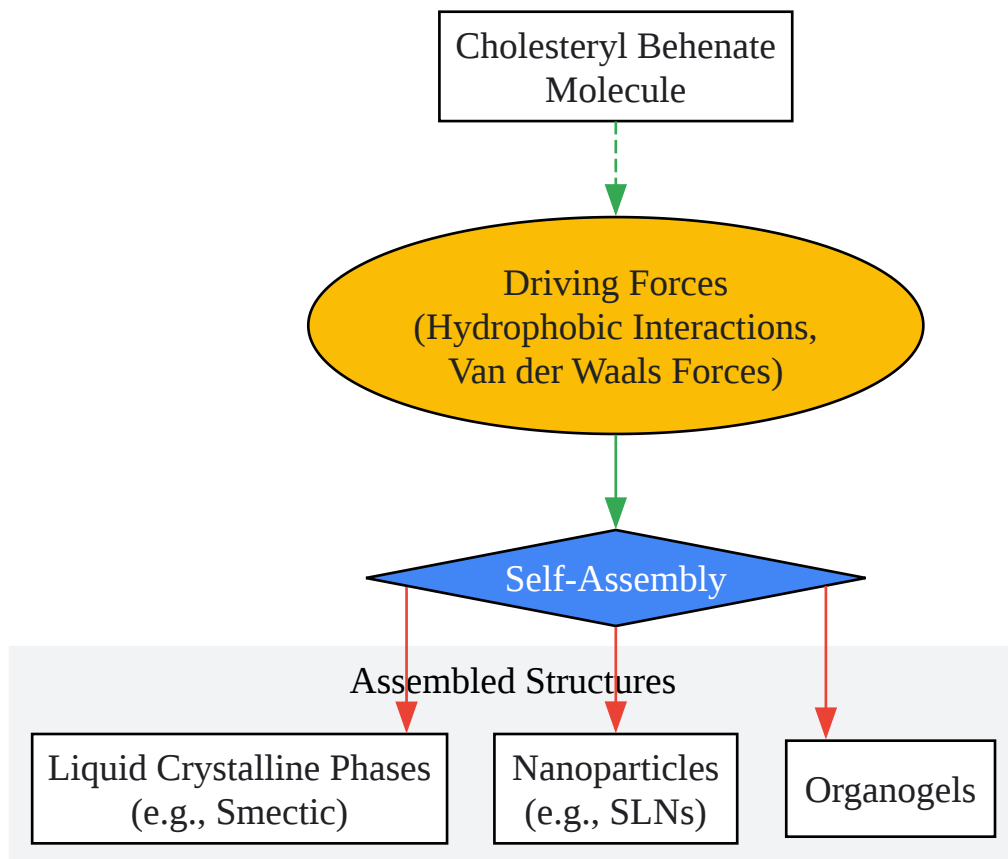 Cholesteryl Behenate
Molecule
Driving Forces
(Hydrophobic Interactions,
Van der Waals Forces)
Self-Assembly
Assembled Structures
Liquid Crystalline Phases
(e.g., Smectic)
Nanoparticles
(e.g., SLNs)
Organogels